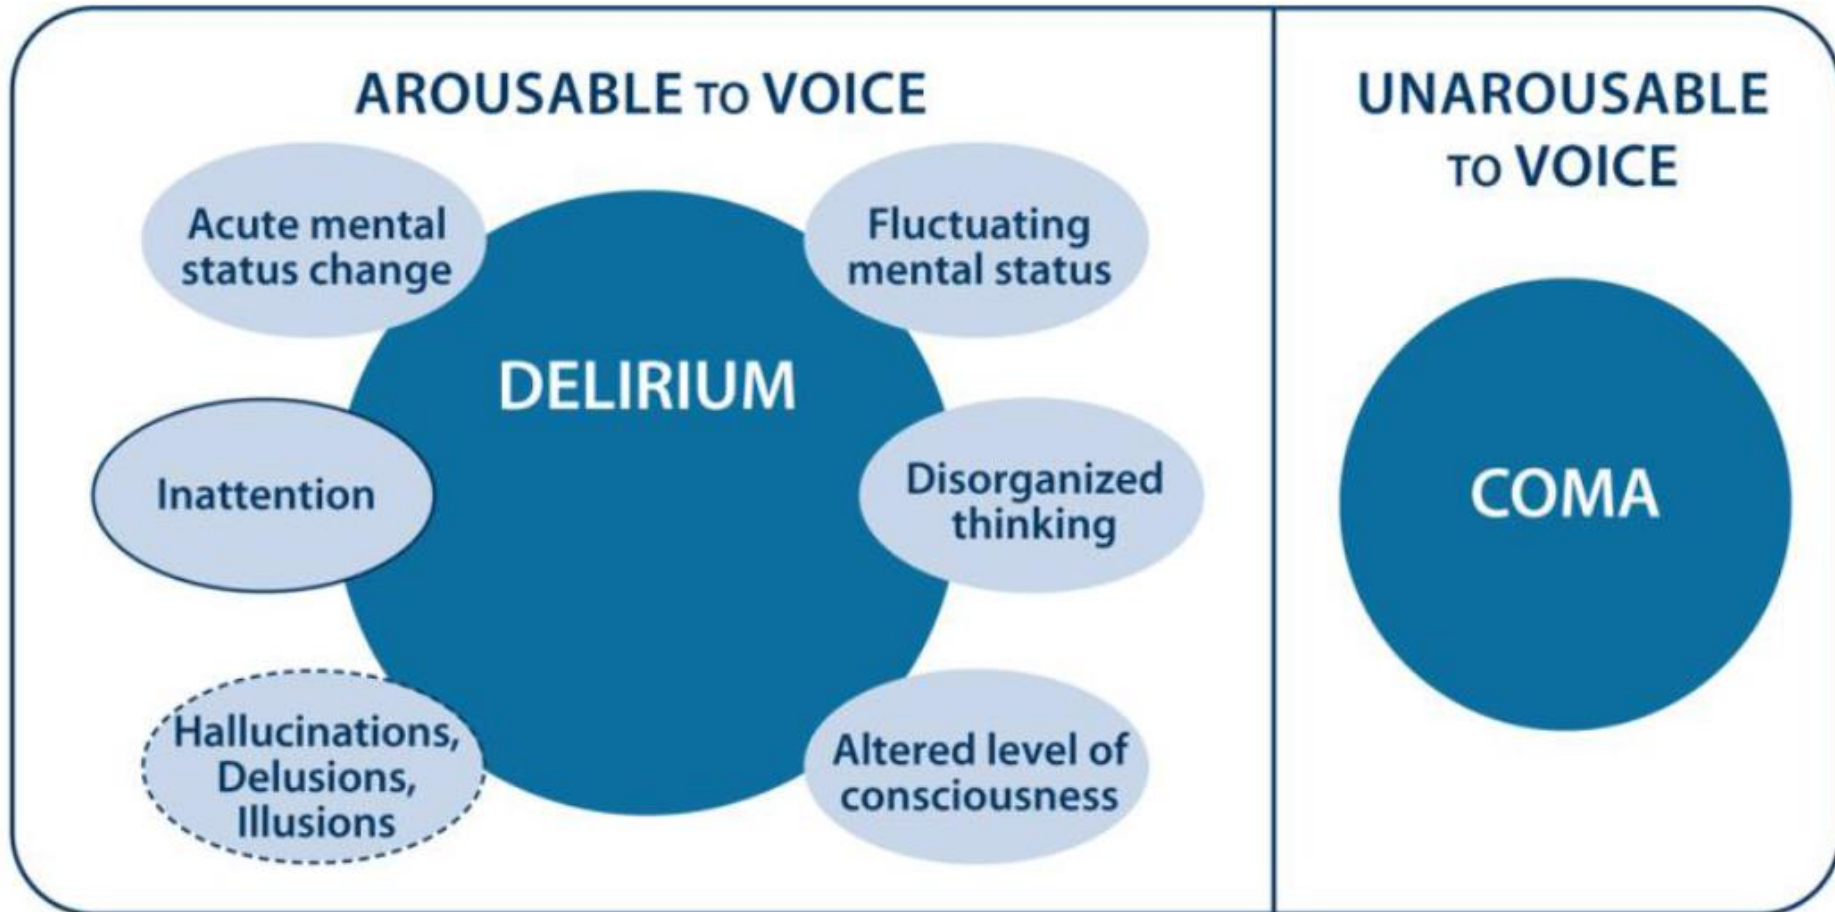 AROUSABLE TO VOICE
Acute mental
status change
Fluctuating
mental status
DELIRIUM
Inattention
Disorganized
thinking
Hallucinations,
Delusions,
Illusions
Altered level of
consciousness
UNAROUSABLE
TO VOICE
COMA